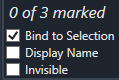 0 of 3 marked
Bind to Selection
Display Name
Invisible